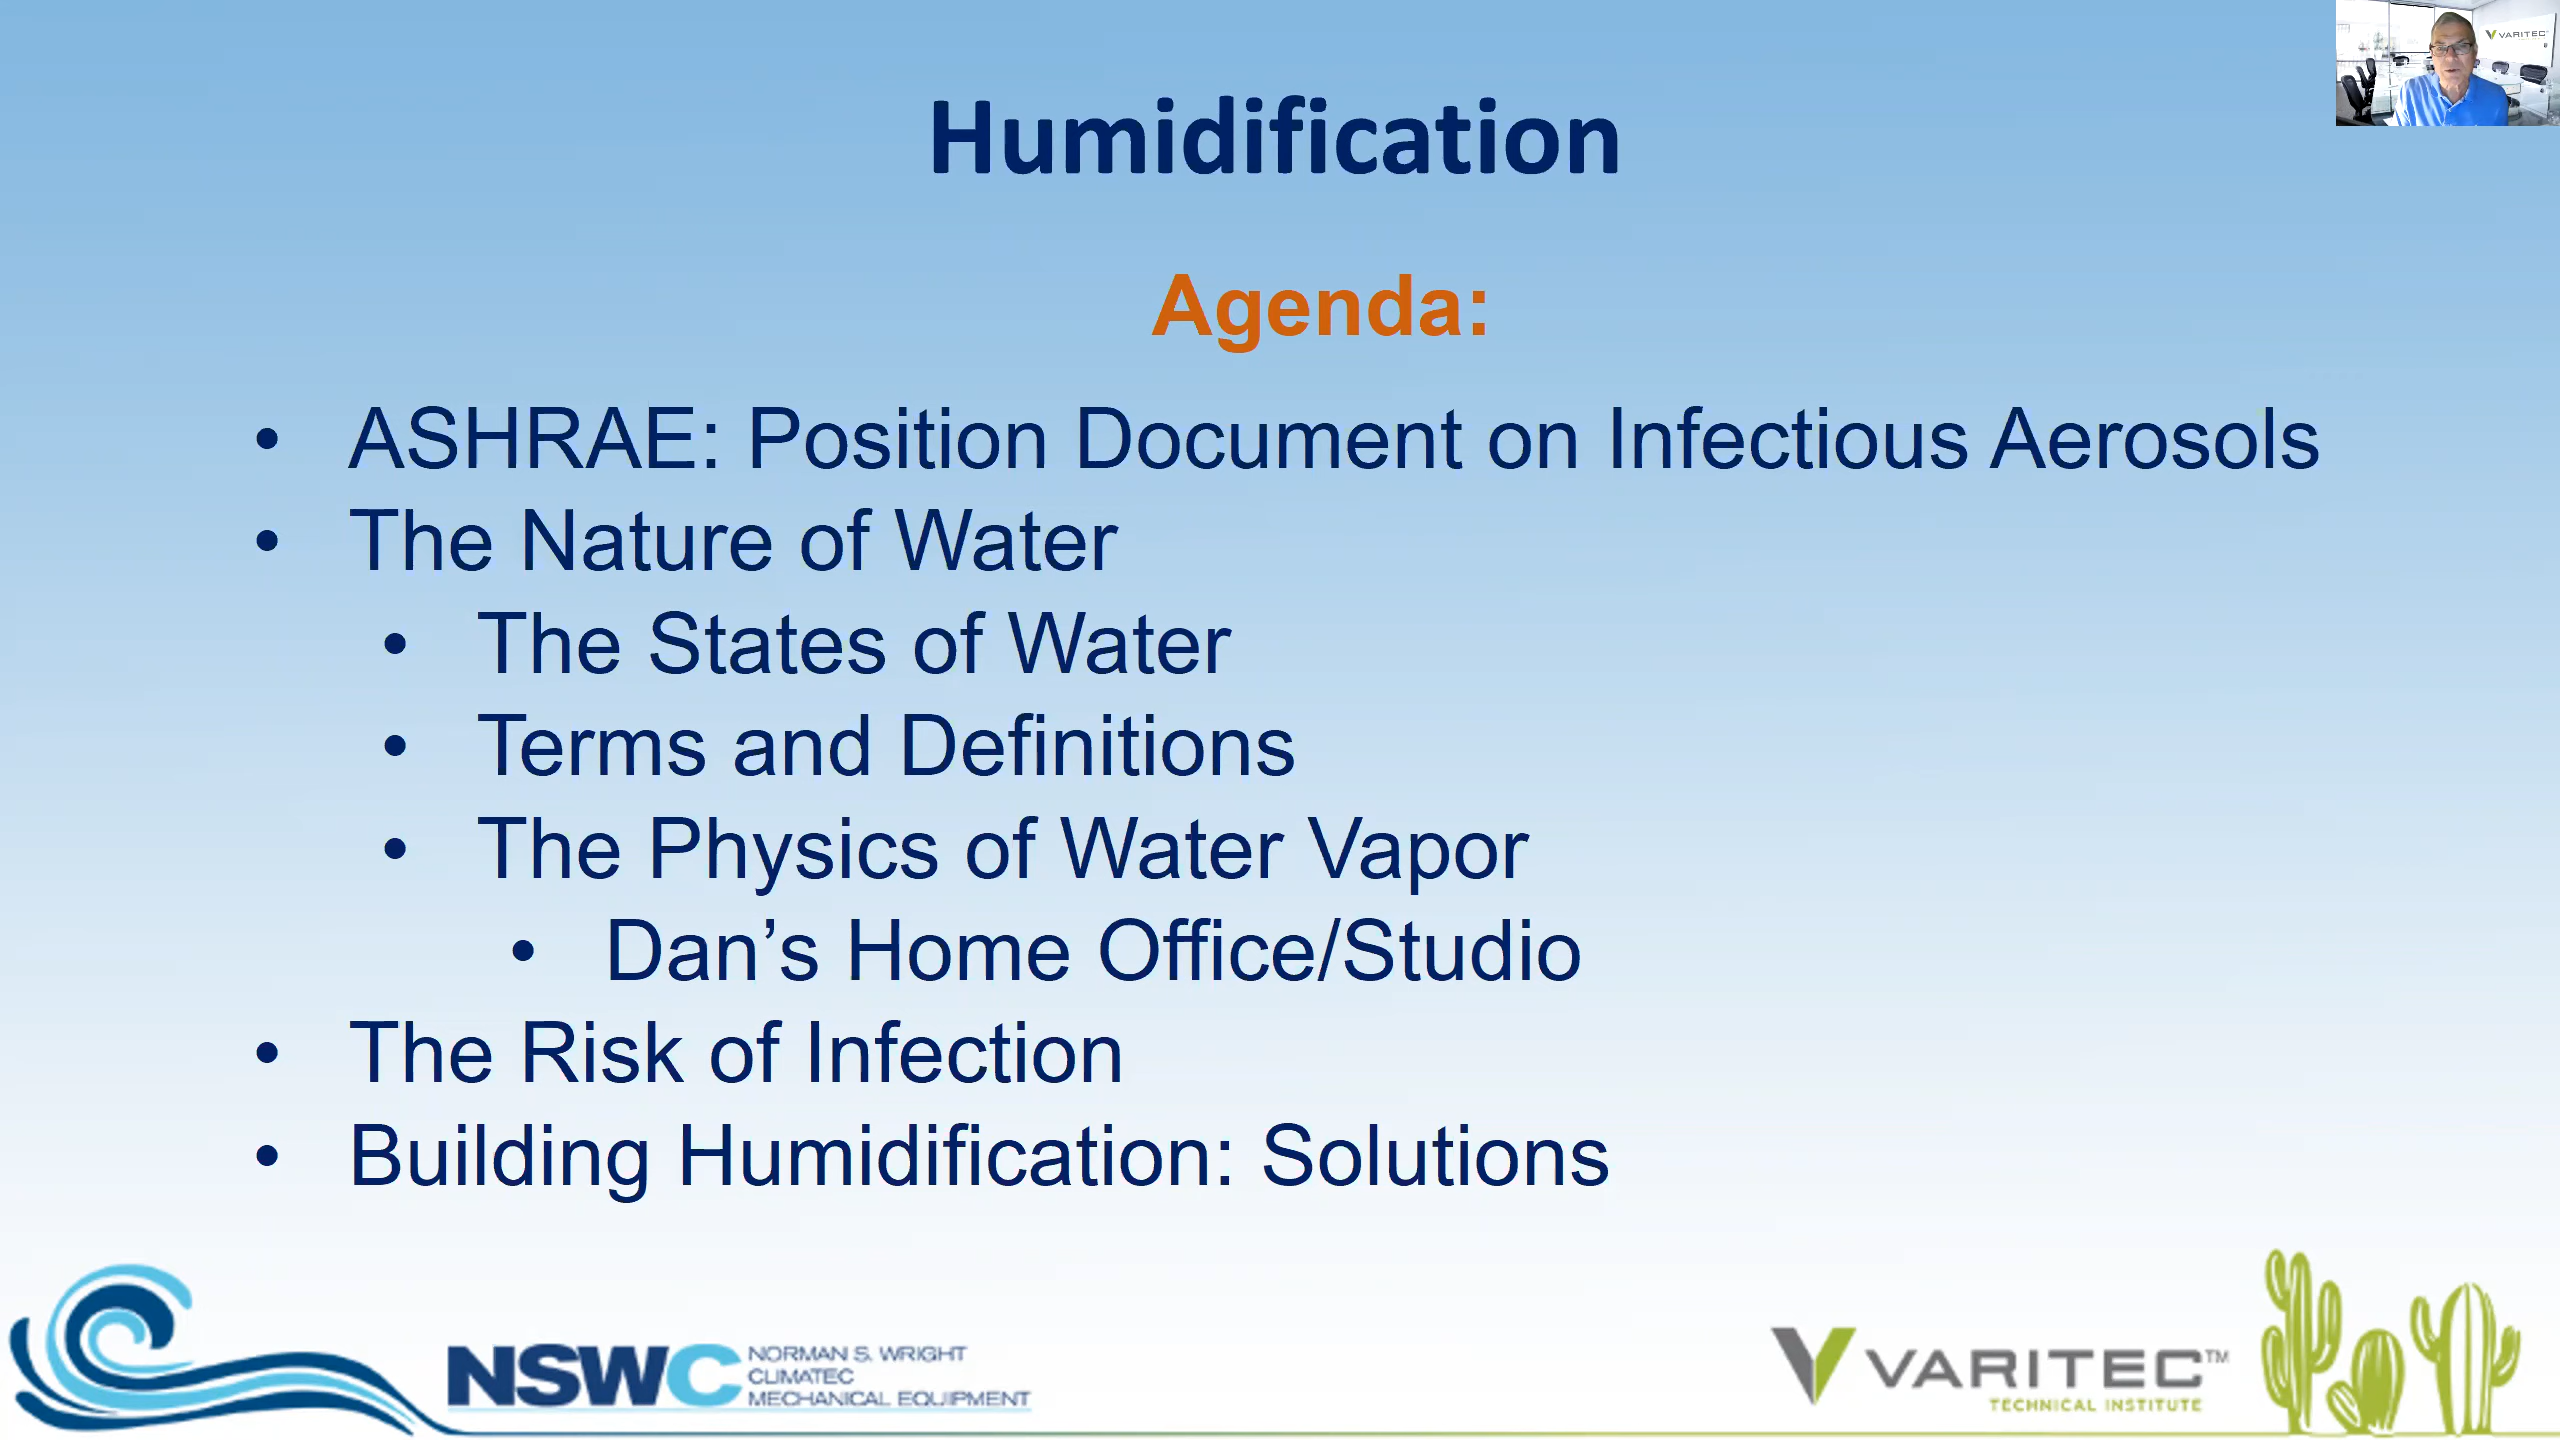 Humidification
VARITEC
Agenda:
• ASHRAE: Position Document on Infectious Aerosols
• The Nature of Water
• The States of Water
• Terms and Definitions
• The Physics of Water Vapor
• Dan’s Home Office/Studio
• The Risk of Infection
• Building Humidification: Solutions
NSWC
NORMAN S. WRIGHT
CLIMATEC
MECHANICAL EQUIPMENT
VARITEC™
TECHNICAL INSTITUTE